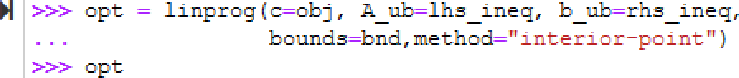 >>> opt = linprog(c=obj, A_ub=lhs_ineq, b_ub=rhs_ineq,
... bounds=bnd,method="interior-point")
>>> opt